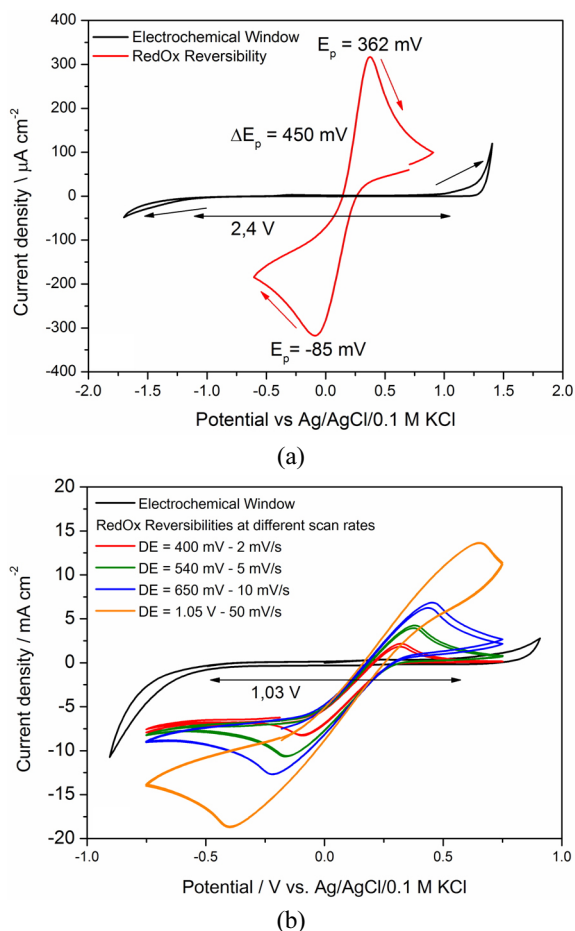 Electrochemical Window
RedOx Reversibility
E_p = 362 mV
ΔE_p = 450 mV
2,4 V
E_p= -85 mV
400
300
200
100
0
-100
-200
-300
-400
Current density \ μA cm^-2
-2.0 -1.5 -1.0 -0.5 0.0 0.5 1.0 1.5 2.0
Potential vs Ag/AgCl/0.1 M KCl
(a)
Electrochemical Window
RedOx Reversibilities at different scan rates
DE = 400 mV - 2 mV/s
DE = 540 mV - 5 mV/s
DE = 650 mV - 10 mV/s
DE = 1.05 V - 50 mV/s
1,03 V
20
15
10
5
0
-5
-10
-15
-20
Current density / mA cm^-2
-1.0 -0.5 0.0 0.5 1.0
Potential / V vs. Ag/AgCl/0.1 M KCl
(b)